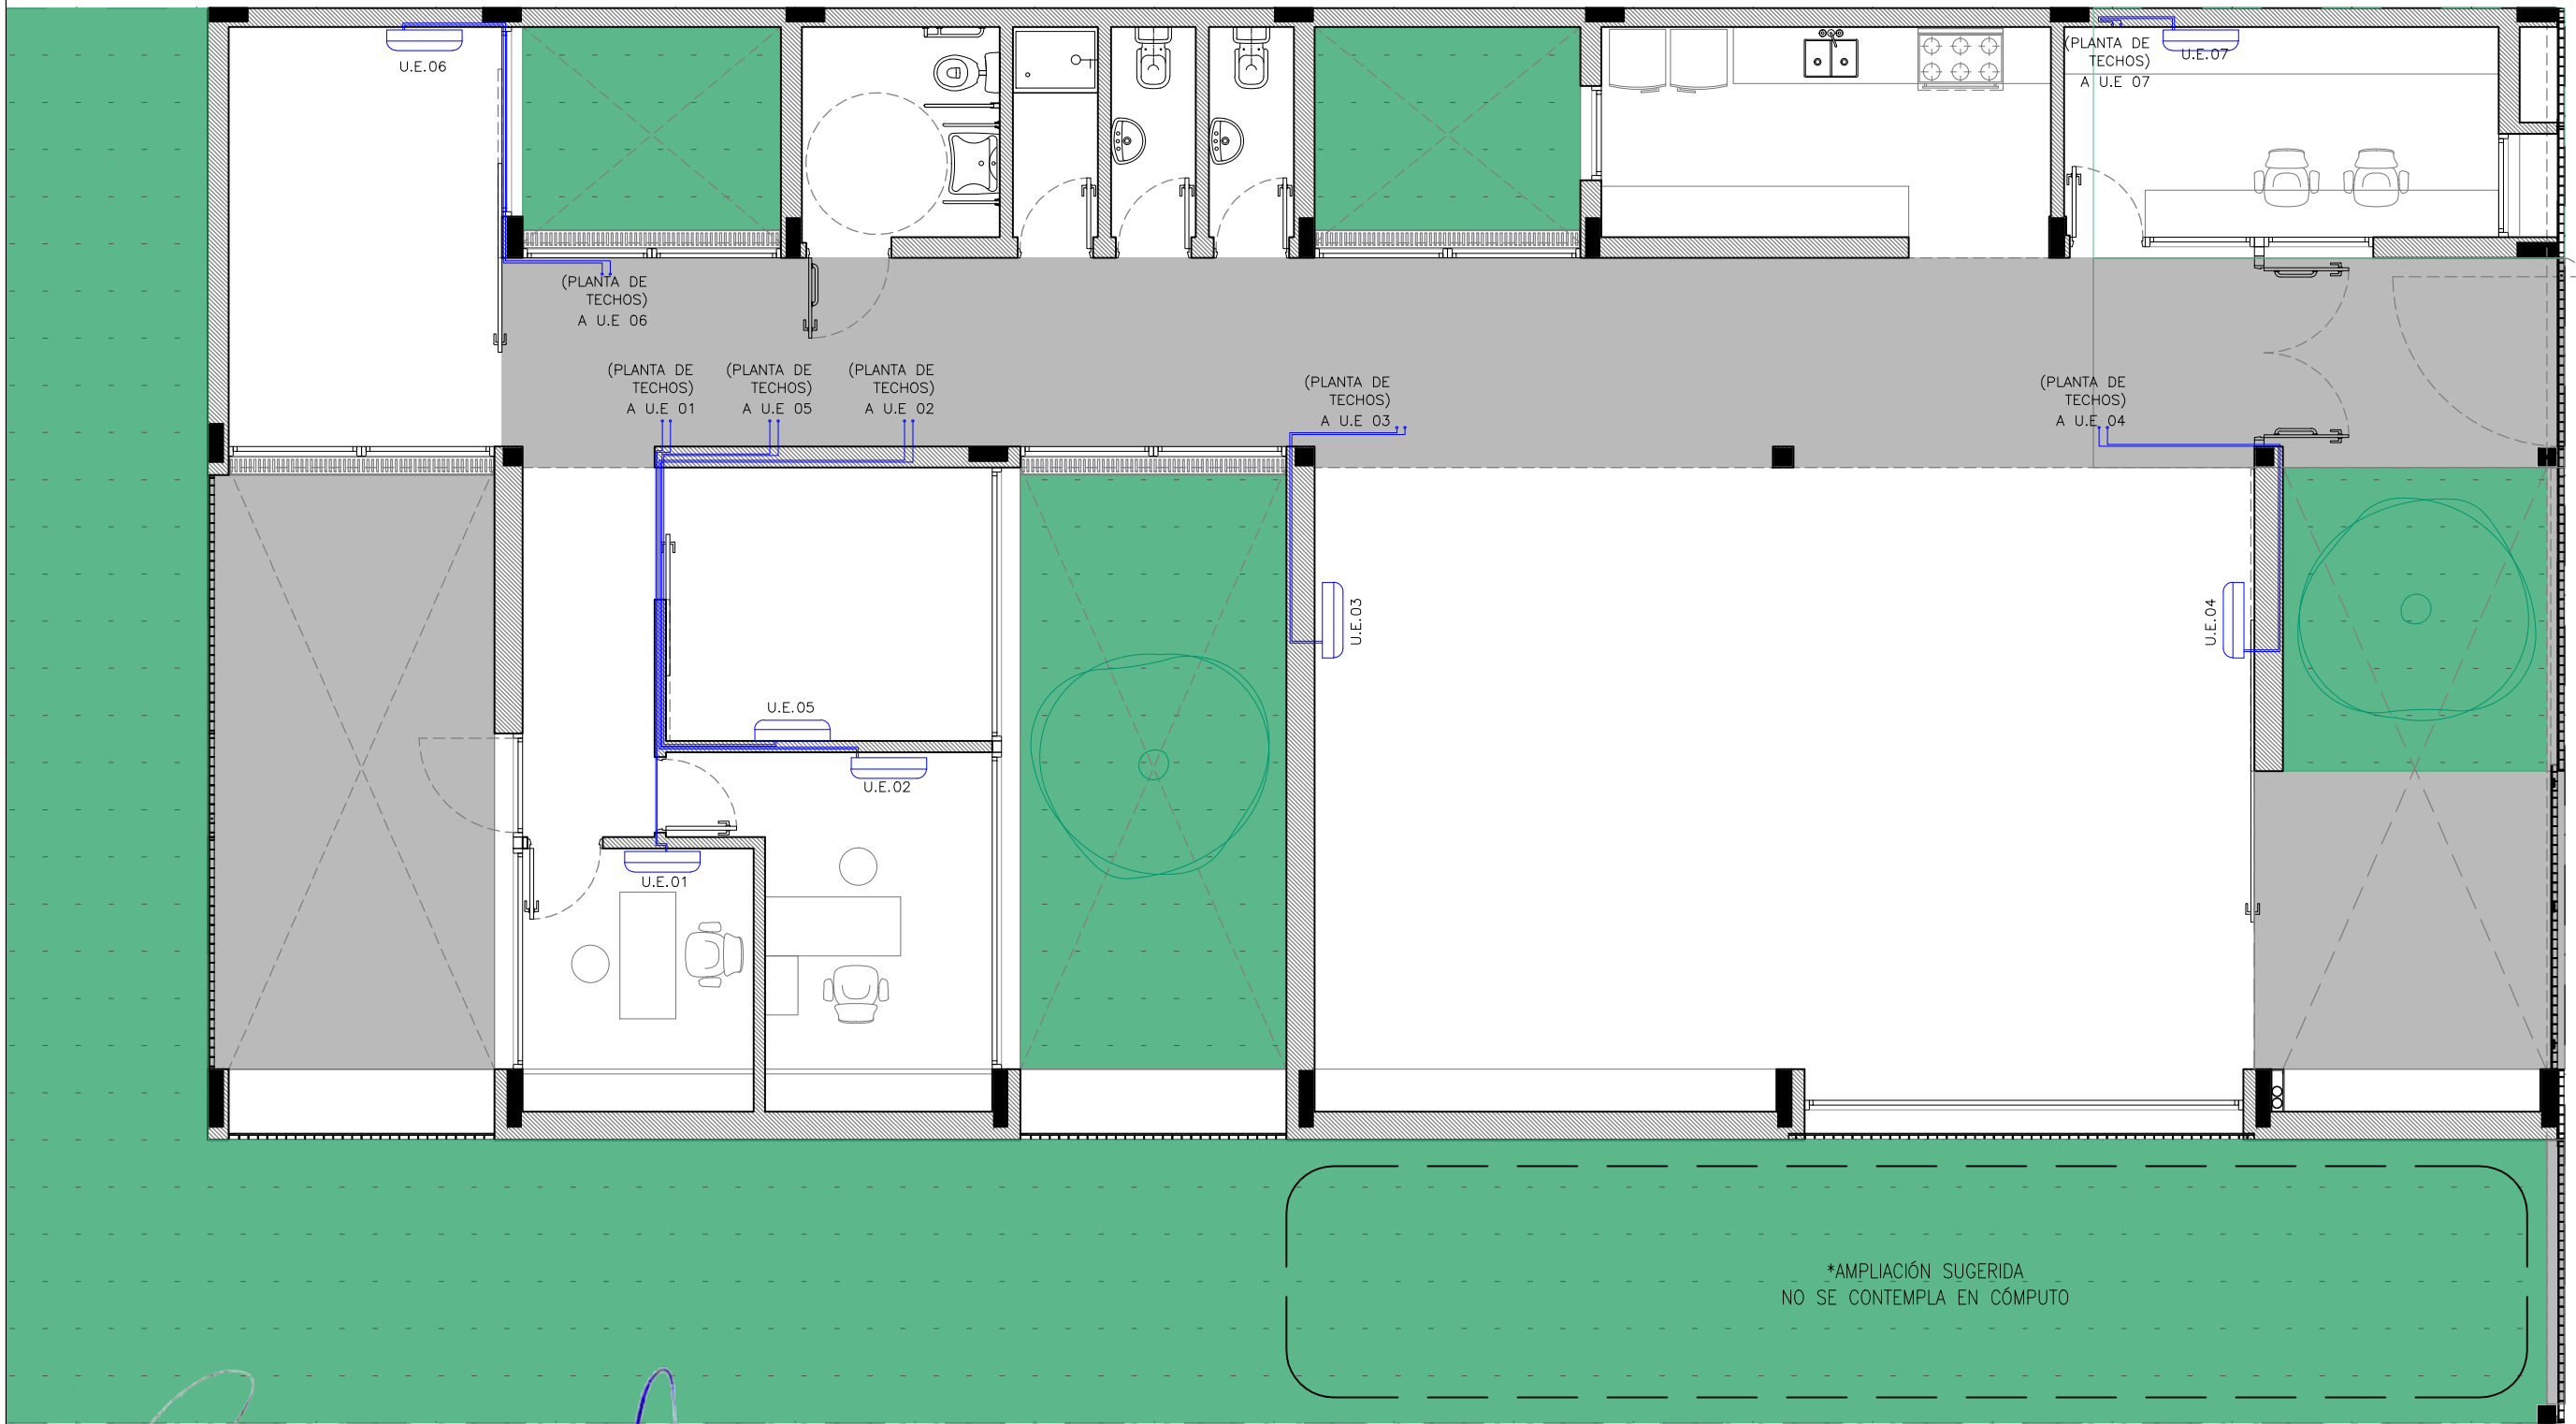 U.E.06
(PLANTA DE
TECHOS)
A U.E 07
U.E.07
(PLANTA DE
TECHOS)
A U.E 06
(PLANTA DE
TECHOS)
A U.E 01
(PLANTA DE
TECHOS)
A U.E 05
(PLANTA DE
TECHOS)
A U.E 02
(PLANTA DE
TECHOS)
A U.E 03
(PLANTA DE
TECHOS)
A U.E 04
U.E.03
U.E.04
U.E.05
U.E.02
U.E.01
*AMPLIACIÓN SUGERIDA
NO SE CONTEMPLA EN CÓMPUTO